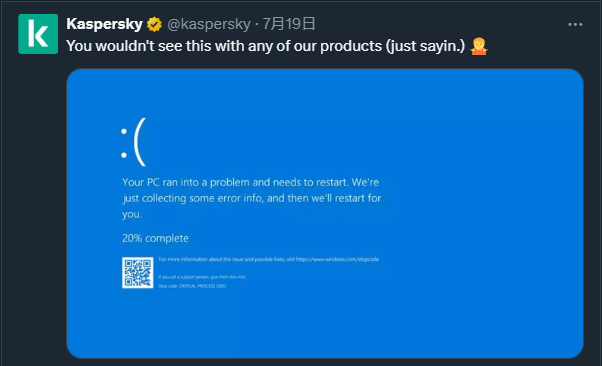 Kaspersky @kaspersky · 7月19日
You wouldn't see this with any of our products (just sayin.) 🤷
:(
Your PC ran into a problem and needs to restart. We're
just collecting some error info, and then we'll restart for
you.
20% complete
For more information about this issue and possible fixes, visit https://www.windows.com/stopcode
If you call a support person, give them this info:
Stop code: CRITICAL PROCESS DIED